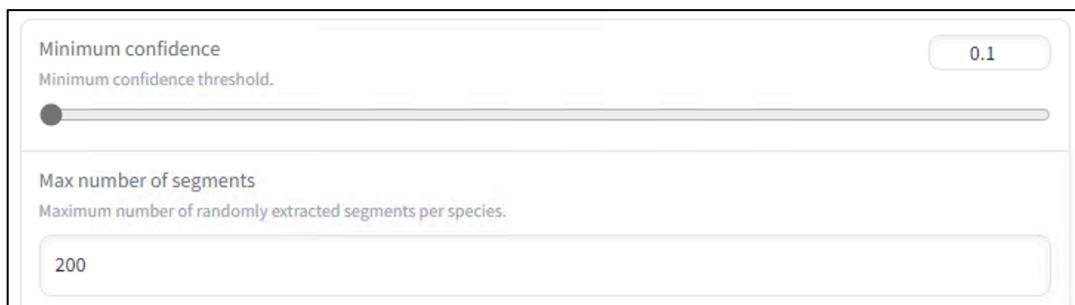 Minimum confidence
0.1
Minimum confidence threshold.
Max number of segments
Maximum number of randomly extracted segments per species.
200